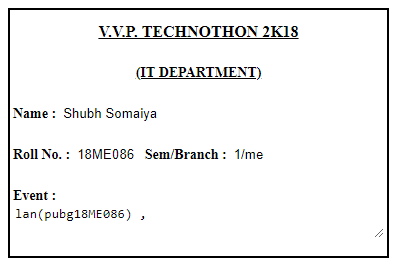 V.V.P. TECHNOTHON 2K18
(IT DEPARTMENT)
Name : Shubh Somaiya
Roll No. : 18ME086 Sem/Branch : 1/me
Event :
lan(pubg18ME086) ,